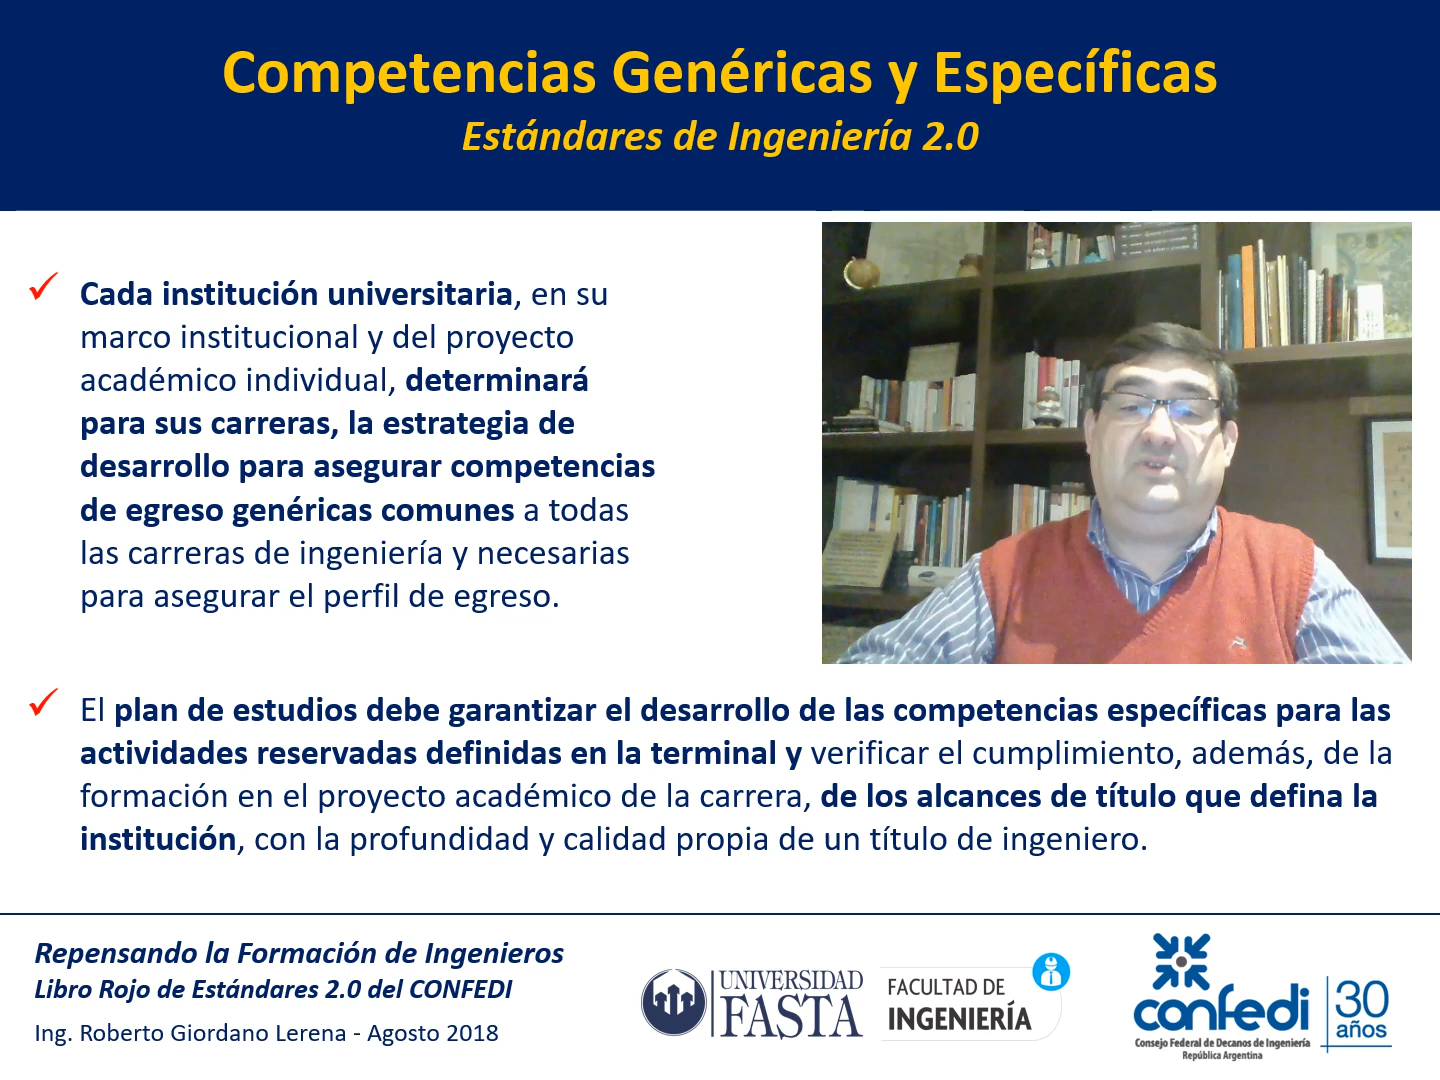 Competencias Genéricas y Específicas
Estándares de Ingeniería 2.0
✓ Cada institución universitaria, en su
marco institucional y del proyecto
académico individual, determinará
para sus carreras, la estrategia de
desarrollo para asegurar competencias
de egreso genéricas comunes a todas
las carreras de ingeniería y necesarias
para asegurar el perfil de egreso.
✓ El plan de estudios debe garantizar el desarrollo de las competencias específicas para las
actividades reservadas definidas en la terminal y verificar el cumplimiento, además, de la
formación en el proyecto académico de la carrera, de los alcances de título que defina la
institución, con la profundidad y calidad propia de un título de ingeniero.
Repensando la Formación de Ingenieros
Libro Rojo de Estándares 2.0 del CONFEDI
Ing. Roberto Giordano Lerena - Agosto 2018
UNIVERSIDAD
FASTA
FACULTAD DE
INGENIERÍA
confedi
Consejo Federal de Decanos de Ingeniería
República Argentina
30
años